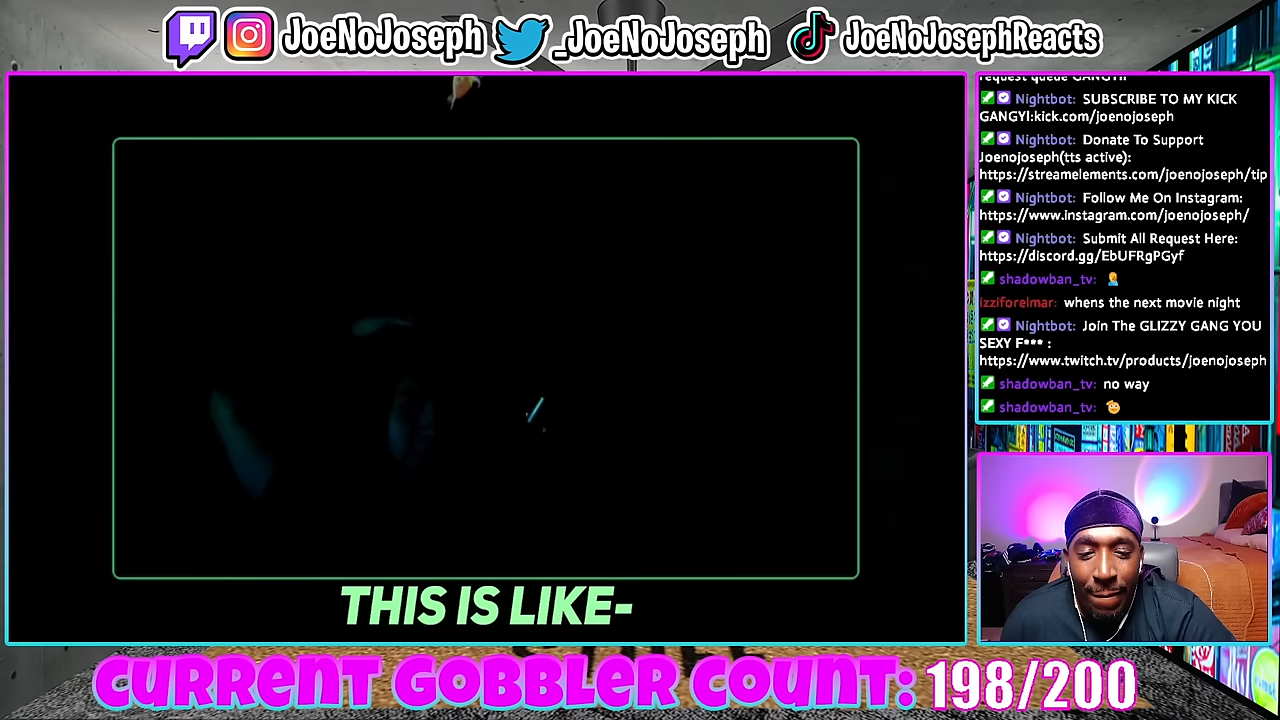 JoeNoJoseph _JoeNoJoseph JoeNoJosephReacts
request queue GANGYI!
Nightbot: SUBSCRIBE TO MY KICK
GANGYI:kick.com/joenojoseph
Nightbot: Donate To Support
Joenojoseph(tts active):
https://streamelements.com/joenojoseph/tip
Nightbot: Follow Me On Instagram:
https://www.instagram.com/joenojoseph/
Nightbot: Submit All Request Here:
https://discord.gg/EbUFRgPGyf
shadowban_tv:
izziforelmar: whens the next movie night
Nightbot: Join The GLIZZY GANG YOU
SEXY F*** :
https://www.twitch.tv/products/joenojoseph
shadowban_tv: no way
shadowban_tv:
THIS IS LIKE-
CURRENT GOBBLER COUNT: 198/200